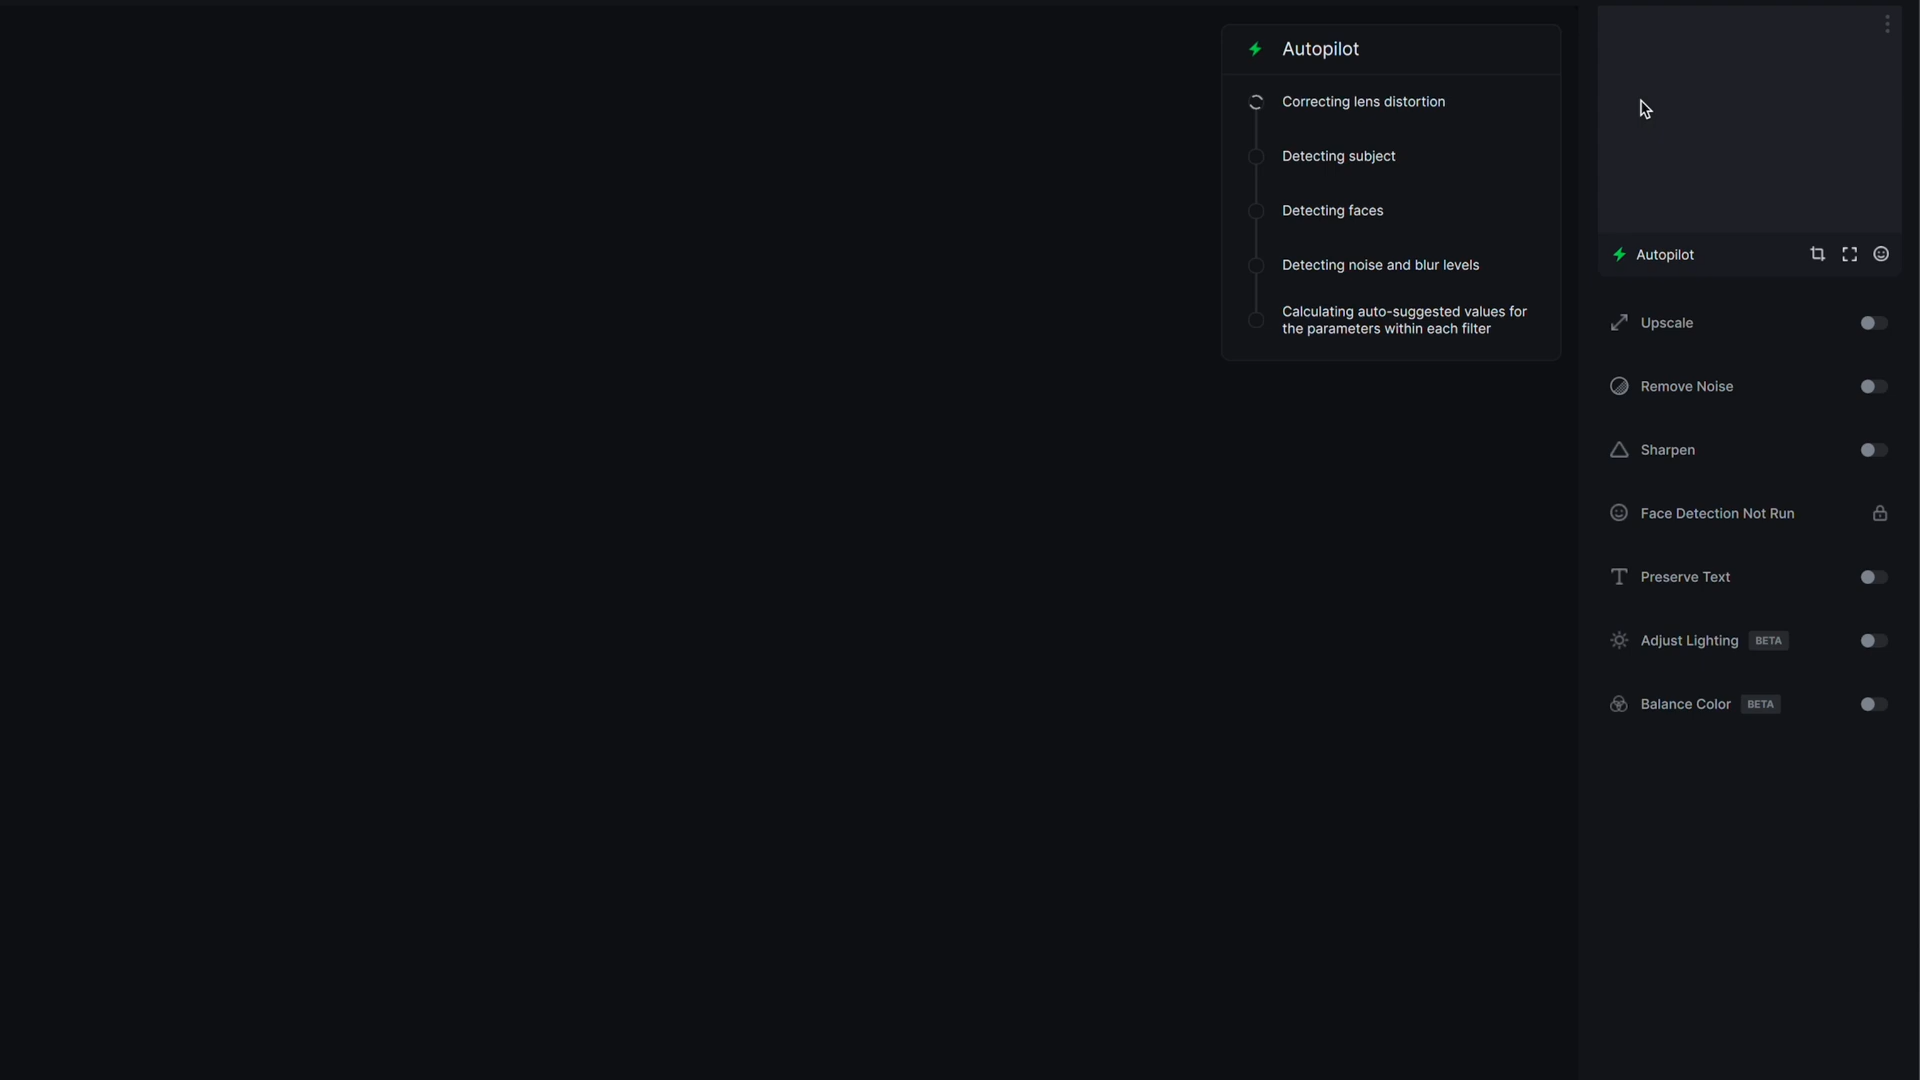 Autopilot
Correcting lens distortion
Detecting subject
Detecting faces
Detecting noise and blur levels
Calculating auto-suggested values for
the parameters within each filter
Autopilot
Upscale
Remove Noise
Sharpen
Face Detection Not Run
Preserve Text
Adjust Lighting BETA
Balance Color BETA